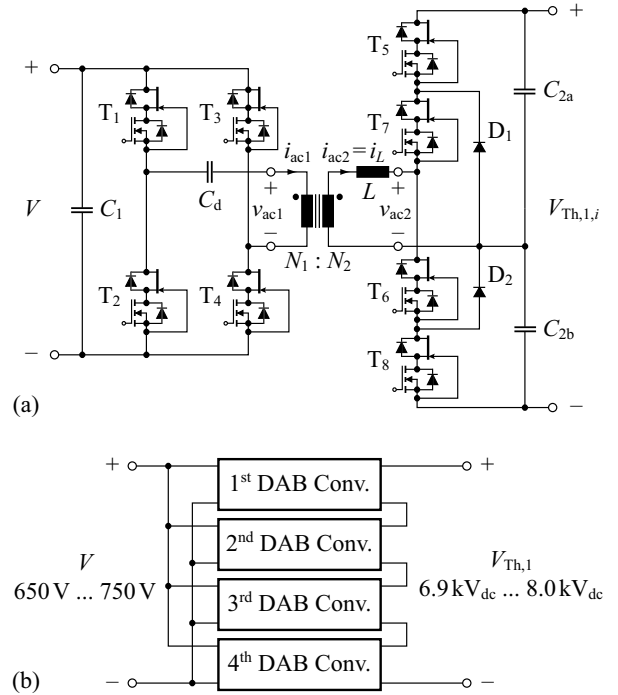 T5
+
+
T1
T3
C2a
T7
D1
iac1
iac2 = iL
+
+
V
C1
Cd
vac1
L
vac2
VTh,1,i
−
−
N1 : N2
T2
T4
T6
D2
C2b
T8
−
−
(a)
+
1st DAB Conv.
+
2nd DAB Conv.
V
VTh,1
650 V ... 750 V
6.9 kVdc ... 8.0 kVdc
3rd DAB Conv.
4th DAB Conv.
(b)
−
−